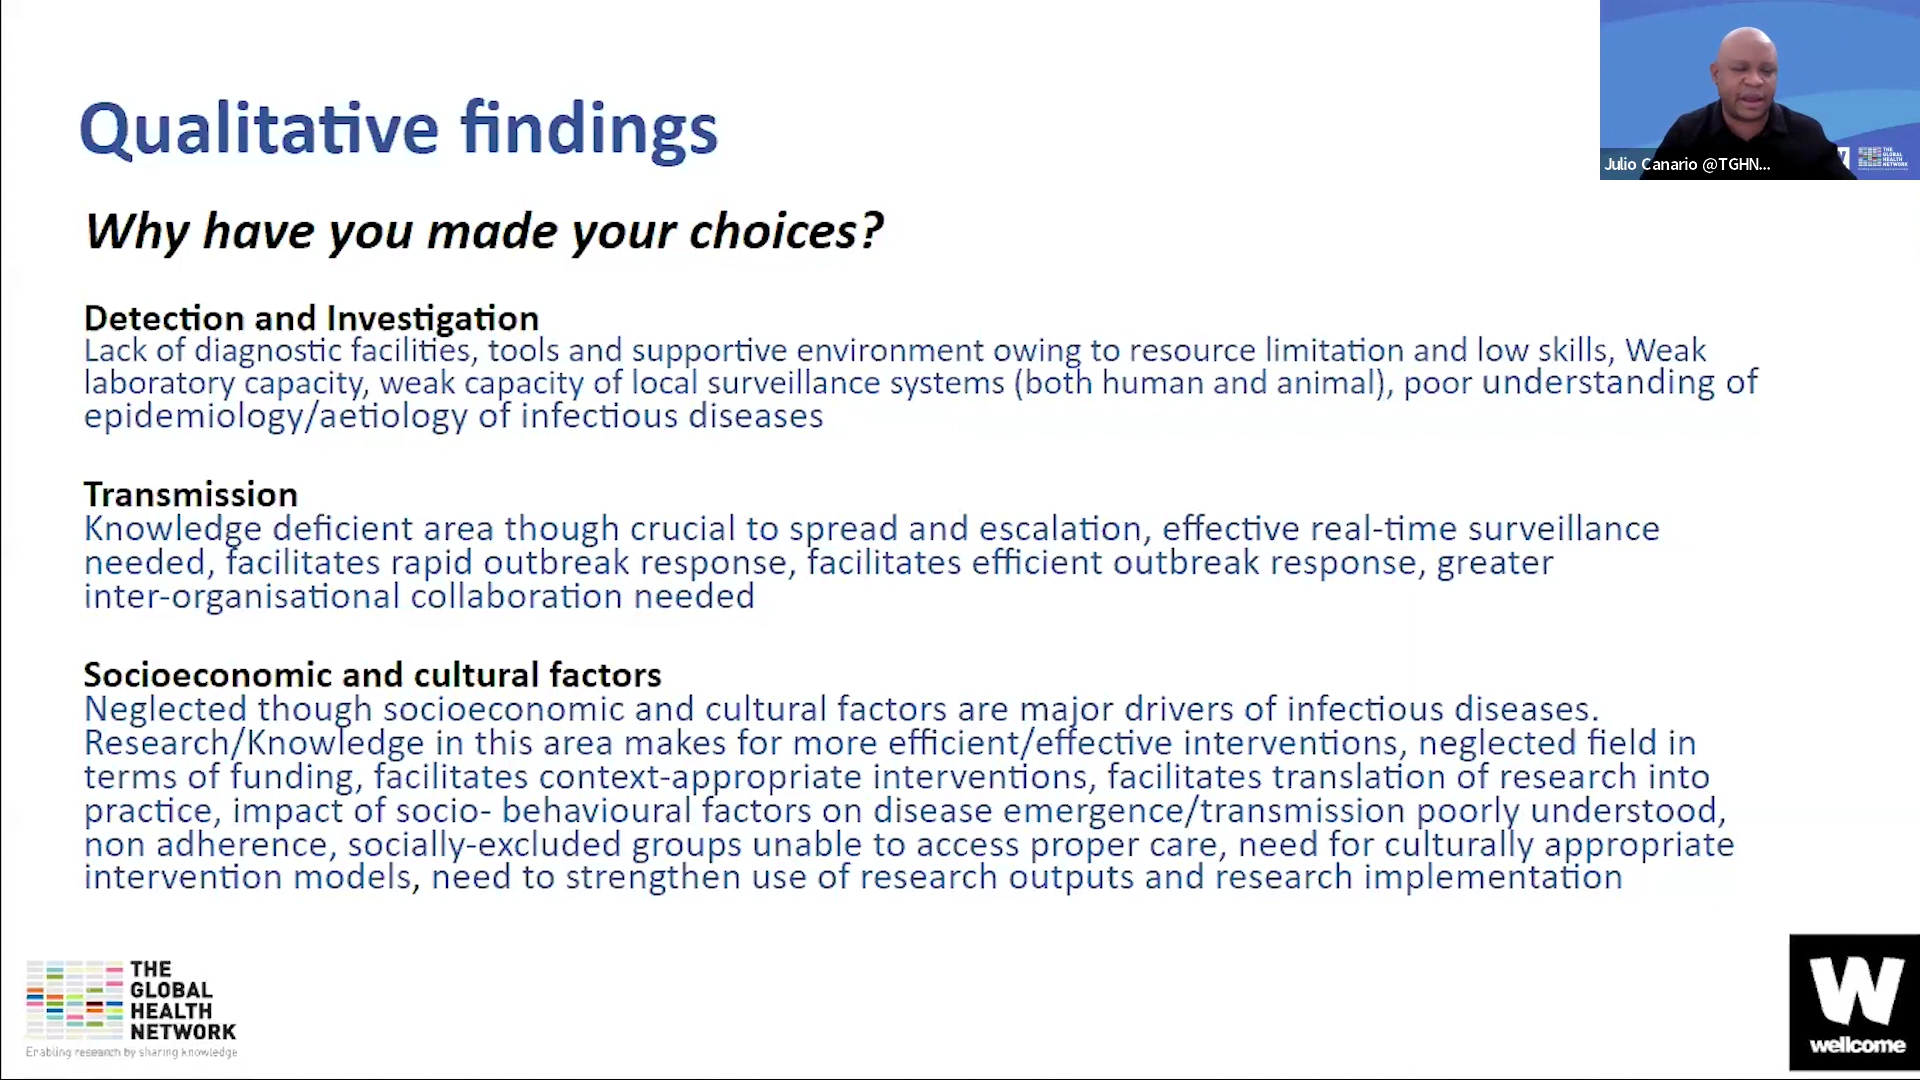 Qualitative findings
Why have you made your choices?
Detection and Investigation
Lack of diagnostic facilities, tools and supportive environment owing to resource limitation and low skills, Weak
laboratory capacity, weak capacity of local surveillance systems (both human and animal), poor understanding of
epidemiology/aetiology of infectious diseases
Transmission
Knowledge deficient area though crucial to spread and escalation, effective real-time surveillance
needed, facilitates rapid outbreak response, facilitates efficient outbreak response, greater
inter-organisational collaboration needed
Socioeconomic and cultural factors
Neglected though socioeconomic and cultural factors are major drivers of infectious diseases.
Research/Knowledge in this area makes for more efficient/effective interventions, neglected field in
terms of funding, facilitates context-appropriate interventions, facilitates translation of research into
practice, impact of socio- behavioural factors on disease emergence/transmission poorly understood,
non adherence, socially-excluded groups unable to access proper care, need for culturally appropriate
intervention models, need to strengthen use of research outputs and research implementation
Julio Canario @TGHN...
THE
GLOBAL
HEALTH
NETWORK
THE
GLOBAL
HEALTH
NETWORK
Enabling research by sharing knowledge
W
wellcome